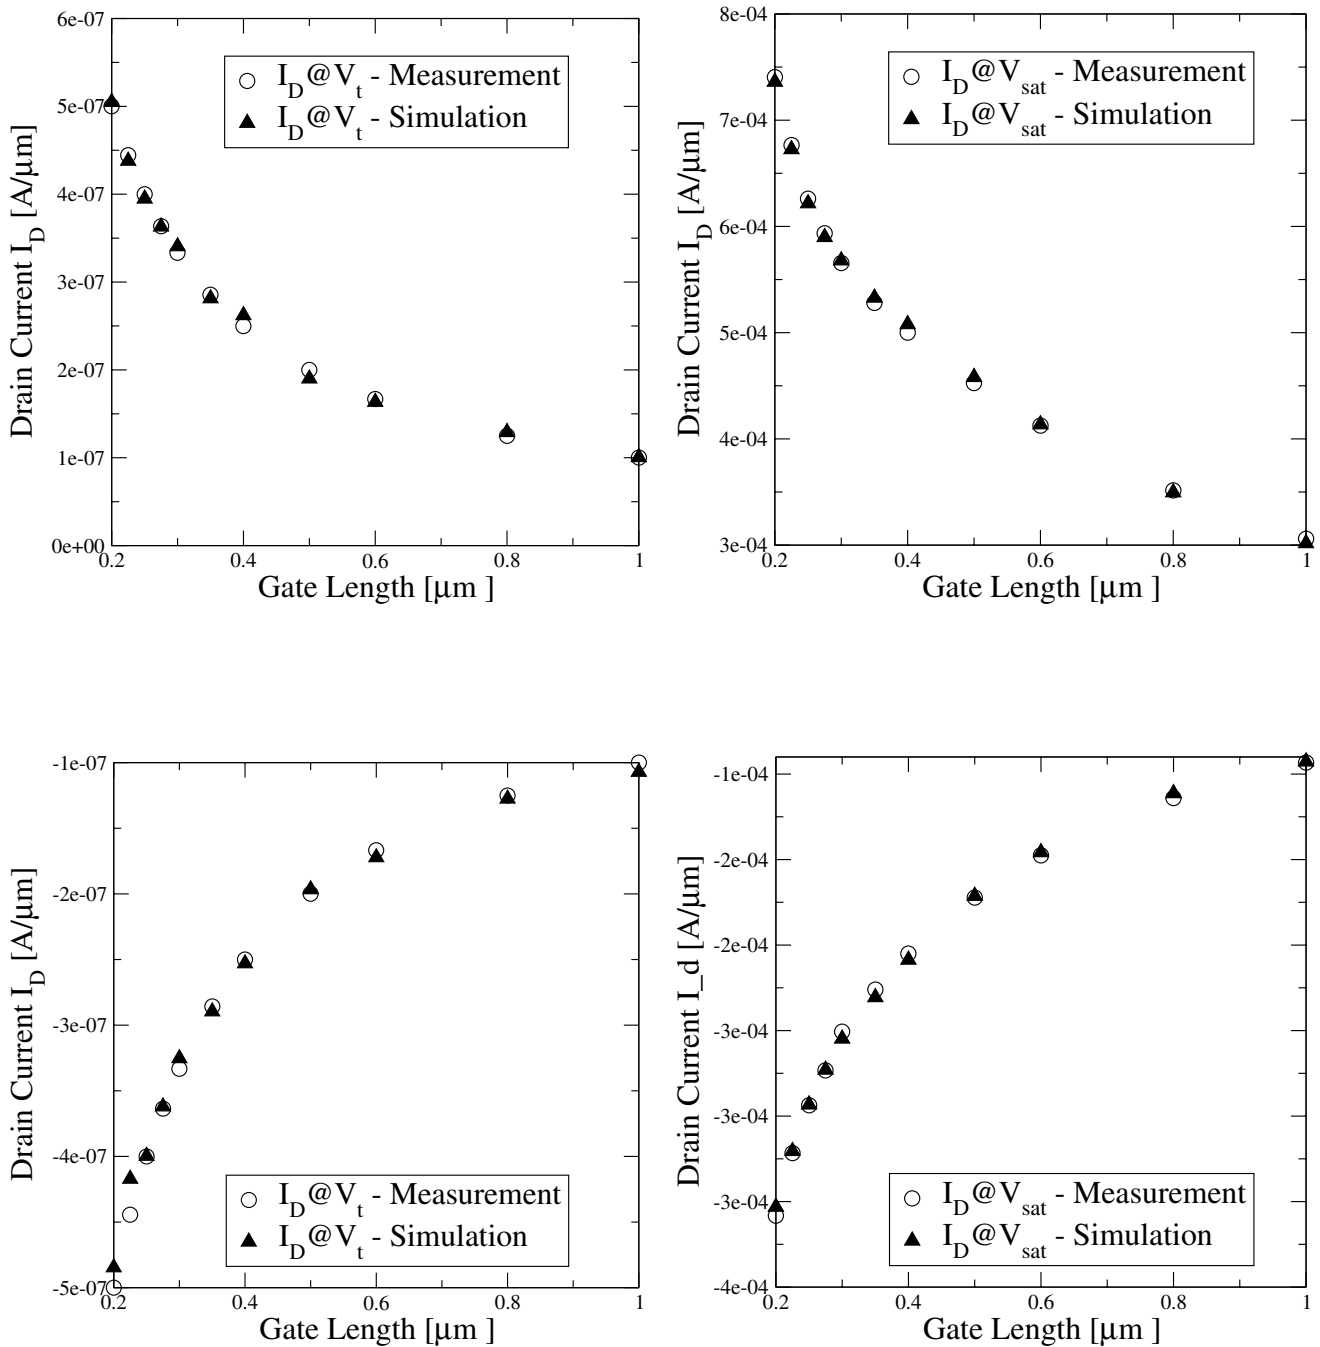 6e-07
5e-07
4e-07
3e-07
2e-07
1e-07
0e+00
0.2
0.4
0.6
0.8
1
Gate Length [μm ]
Drain Current I_D [A/μm]
I_D@V_t - Measurement
I_D@V_t - Simulation
8e-04
7e-04
6e-04
5e-04
4e-04
3e-04
0.2
0.4
0.6
0.8
1
Gate Length [μm ]
Drain Current I_D [A/μm]
I_D@V_sat - Measurement
I_D@V_sat - Simulation
-1e-07
-2e-07
-3e-07
-4e-07
-5e-07
0.2
0.4
0.6
0.8
1
Gate Length [μm ]
Drain Current I_D [A/μm]
I_D@V_t - Measurement
I_D@V_t - Simulation
-1e-04
-2e-04
-2e-04
-3e-04
-3e-04
-3e-04
-4e-04
0.2
0.4
0.6
0.8
1
Gate Length [μm ]
Drain Current I_d [A/μm]
I_D@V_sat - Measurement
I_D@V_sat - Simulation